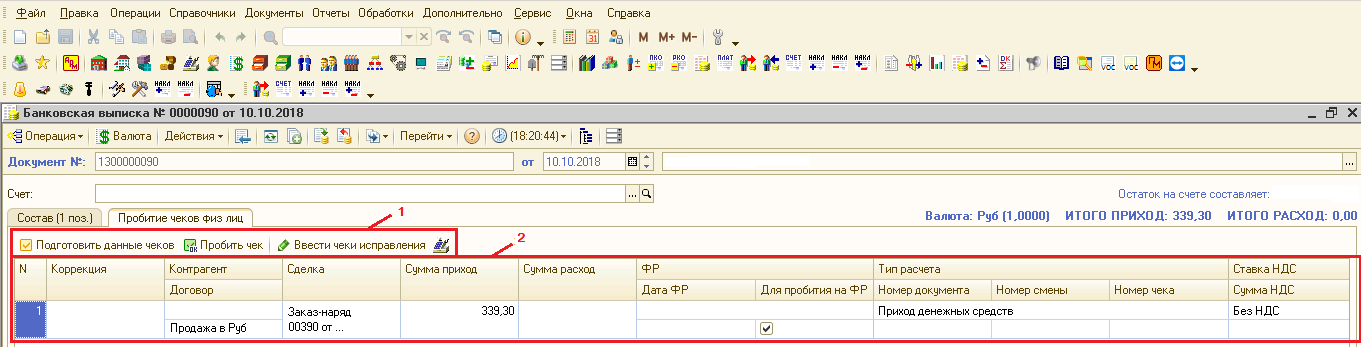 Файл Правка Операции Справочники Документы Отчеты Обработки Дополнительно Сервис Окна Справка
M M+ M-
ПКО РКО ПЛАТ СЧЕТ НАКЛ НАКЛ НАКЛ ДК VOC VOC
НАКЛ НАКЛ СЧЕТ НАКЛ НАКЛ НАКЛ
Банковская выписка № 0000090 от 10.10.2018
Операция Валюта Действия Перейти (18:20:44)
Документ №: 1300000090 от 10.10.2018 ...
Счет: ... Остаток на счете составляет:
Состав (1 поз.) Пробитие чеков физ лиц 1 Валюта: Руб (1,0000) ИТОГО ПРИХОД: 339,30 ИТОГО РАСХОД: 0,00
Подготовить данные чеков Пробить чек Ввести чеки исправления 2
N Коррекция Контрагент Сделка Сумма приход Сумма расход ФР Тип расчета Ставка НДС
Договор Дата ФР Для пробития на ФР Номер документа Номер смены Номер чека Сумма НДС
1 Заказ-наряд 339,30 Приход денежных средств Без НДС
Продажа в Руб 00390 от ...